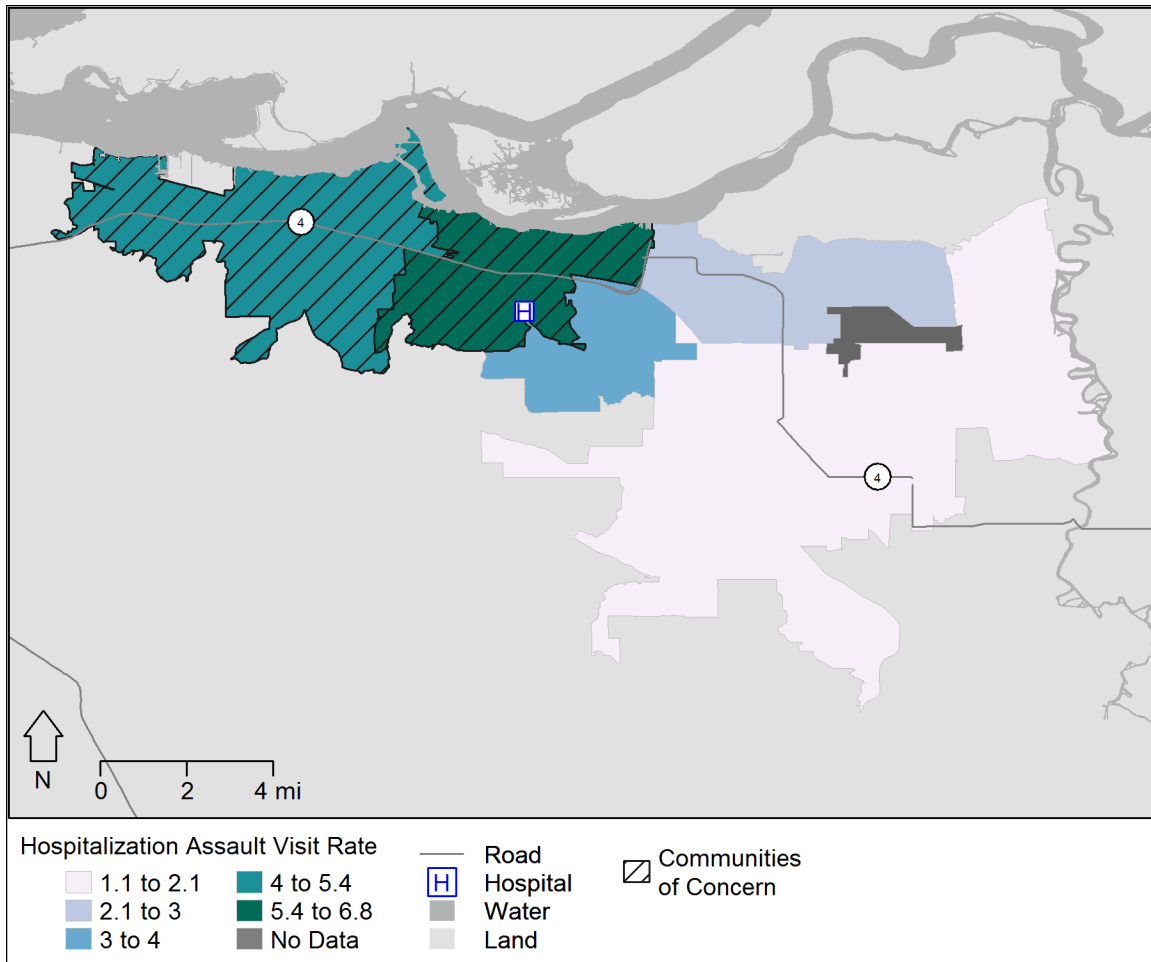 4
4
N
0 2 4 mi
Hospitalization Assault Visit Rate
1.1 to 2.1
2.1 to 3
3 to 4
4 to 5.4
5.4 to 6.8
No Data
Road
H Hospital
Water
Land
Communities
of Concern
H